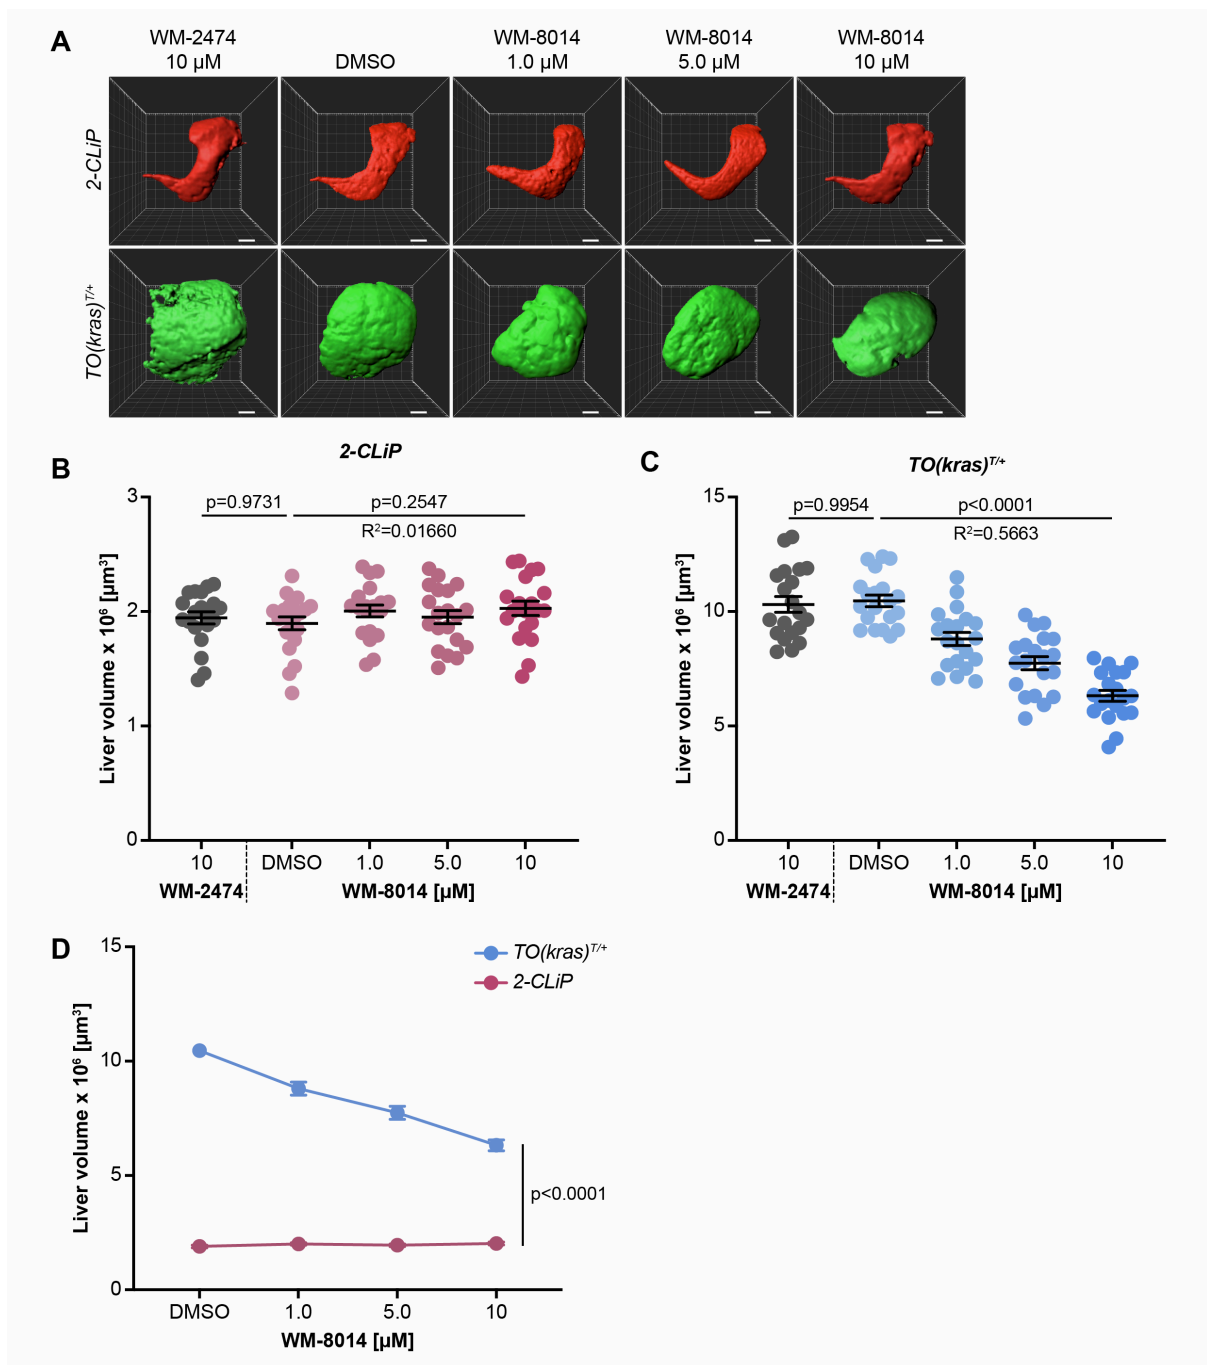 A
WM-2474
10 µM
DMSO
WM-8014
1.0 µM
WM-8014
5.0 µM
WM-8014
10 µM
2-CLiP
TO(kras)T/+
B
2-CLiP
Liver volume x 10⁶ [µm³]
3
2
1
0
p=0.9731
p=0.2547
R²=0.01660
10
DMSO
1.0
5.0
10
WM-2474
WM-8014 [µM]
C
TO(kras)T/+
Liver volume x 10⁶ [µm³]
15
10
5
0
p=0.9954
p<0.0001
R²=0.5663
10
DMSO
1.0
5.0
10
WM-2474
WM-8014 [µM]
D
Liver volume x 10⁶ [µm³]
15
10
5
0
TO(kras)T/+
2-CLiP
p<0.0001
DMSO
1.0
5.0
10
WM-8014 [µM]